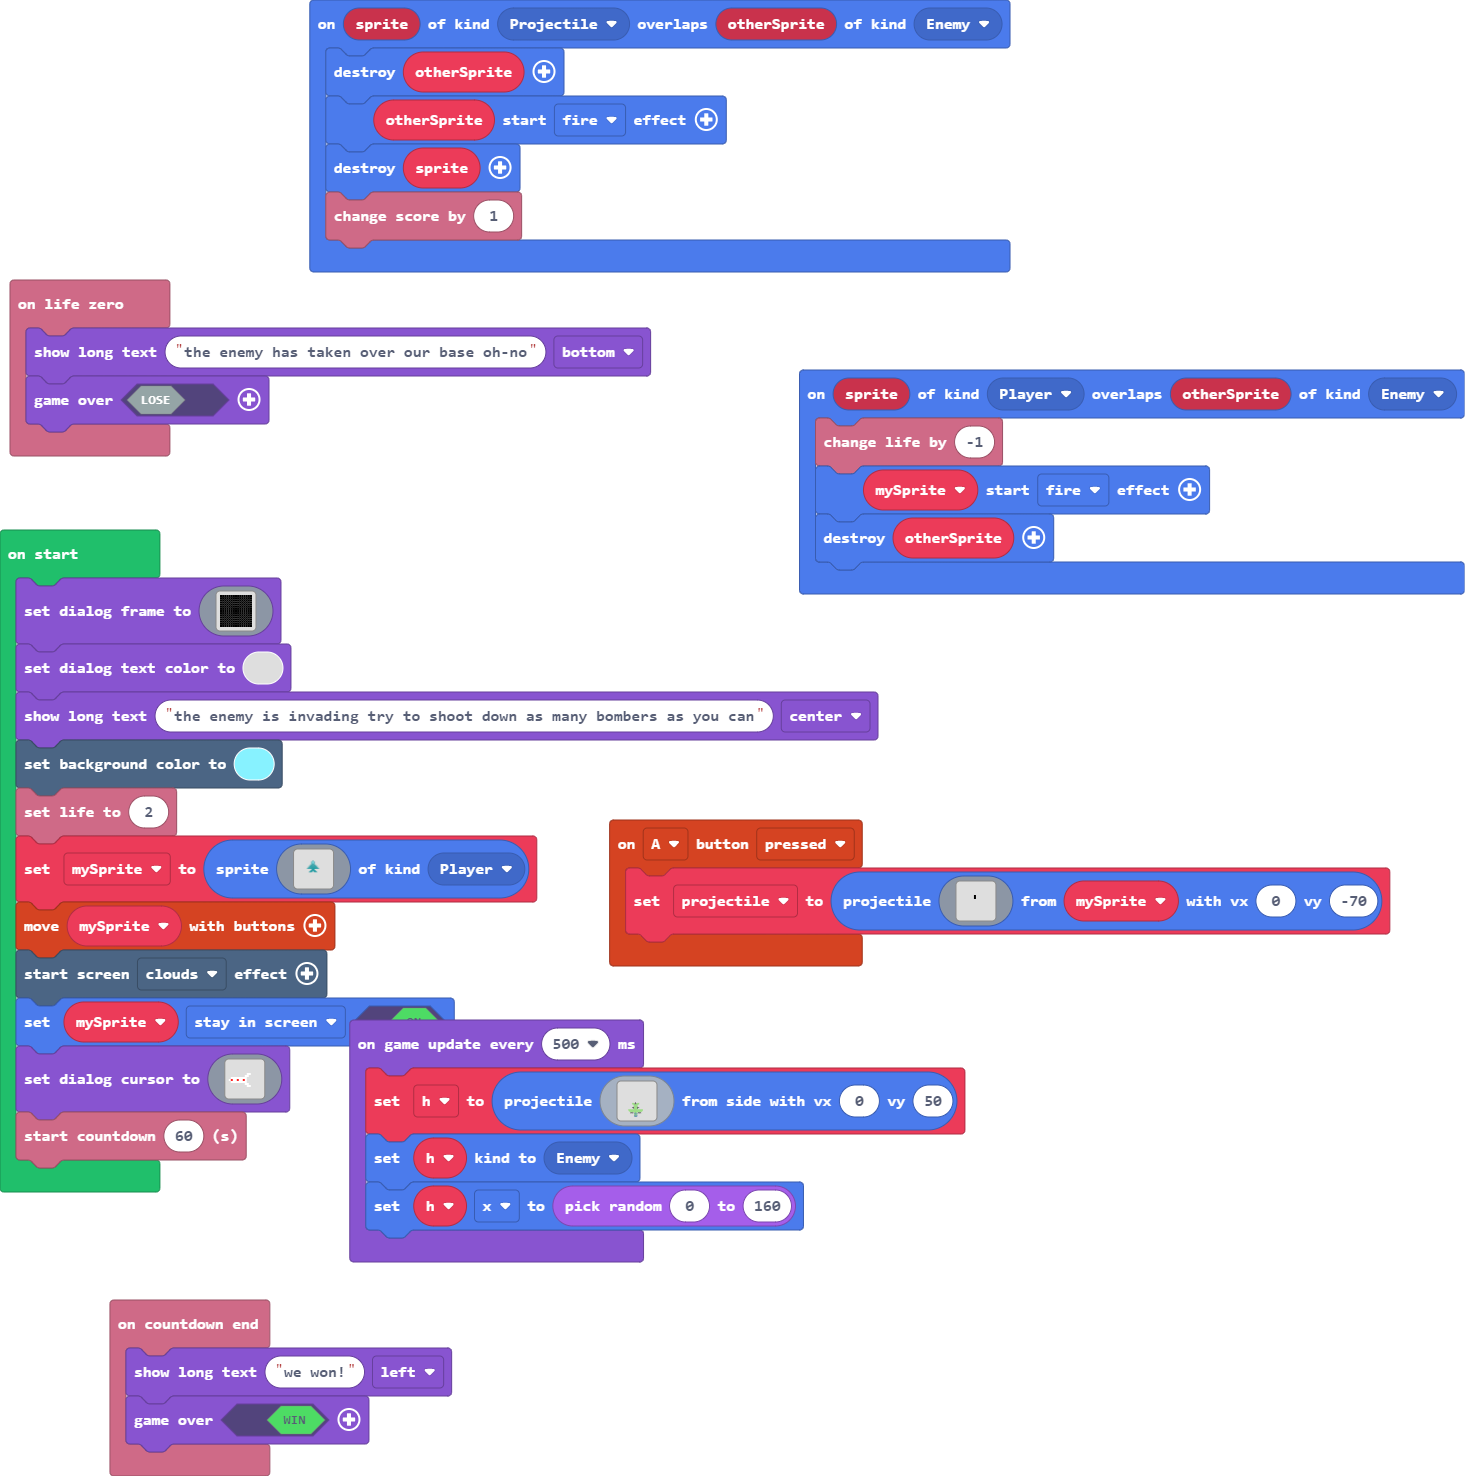 on sprite of kind Projectile overlaps otherSprite of kind Enemy
destroy otherSprite
otherSprite start fire effect
destroy sprite
change score by 1
on life zero
show long text "the enemy has taken over our base oh-no" bottom
game over LOSE
on sprite of kind Player overlaps otherSprite of kind Enemy
change life by -1
mySprite start fire effect
destroy otherSprite
on start
set dialog frame to
set dialog text color to
show long text "the enemy is invading try to shoot down as many bombers as you can" center
set background color to
set life to 2
set mySprite to sprite of kind Player
move mySprite with buttons
start screen clouds effect
set mySprite stay in screen
set dialog cursor to
start countdown 60 (s)
on A button pressed
set projectile to projectile from mySprite with vx 0 vy -70
on game update every 500 ms
set h to projectile from side with vx 0 vy 50
set h kind to Enemy
set h x to pick random 0 to 160
on countdown end
show long text "we won!" left
game over WIN